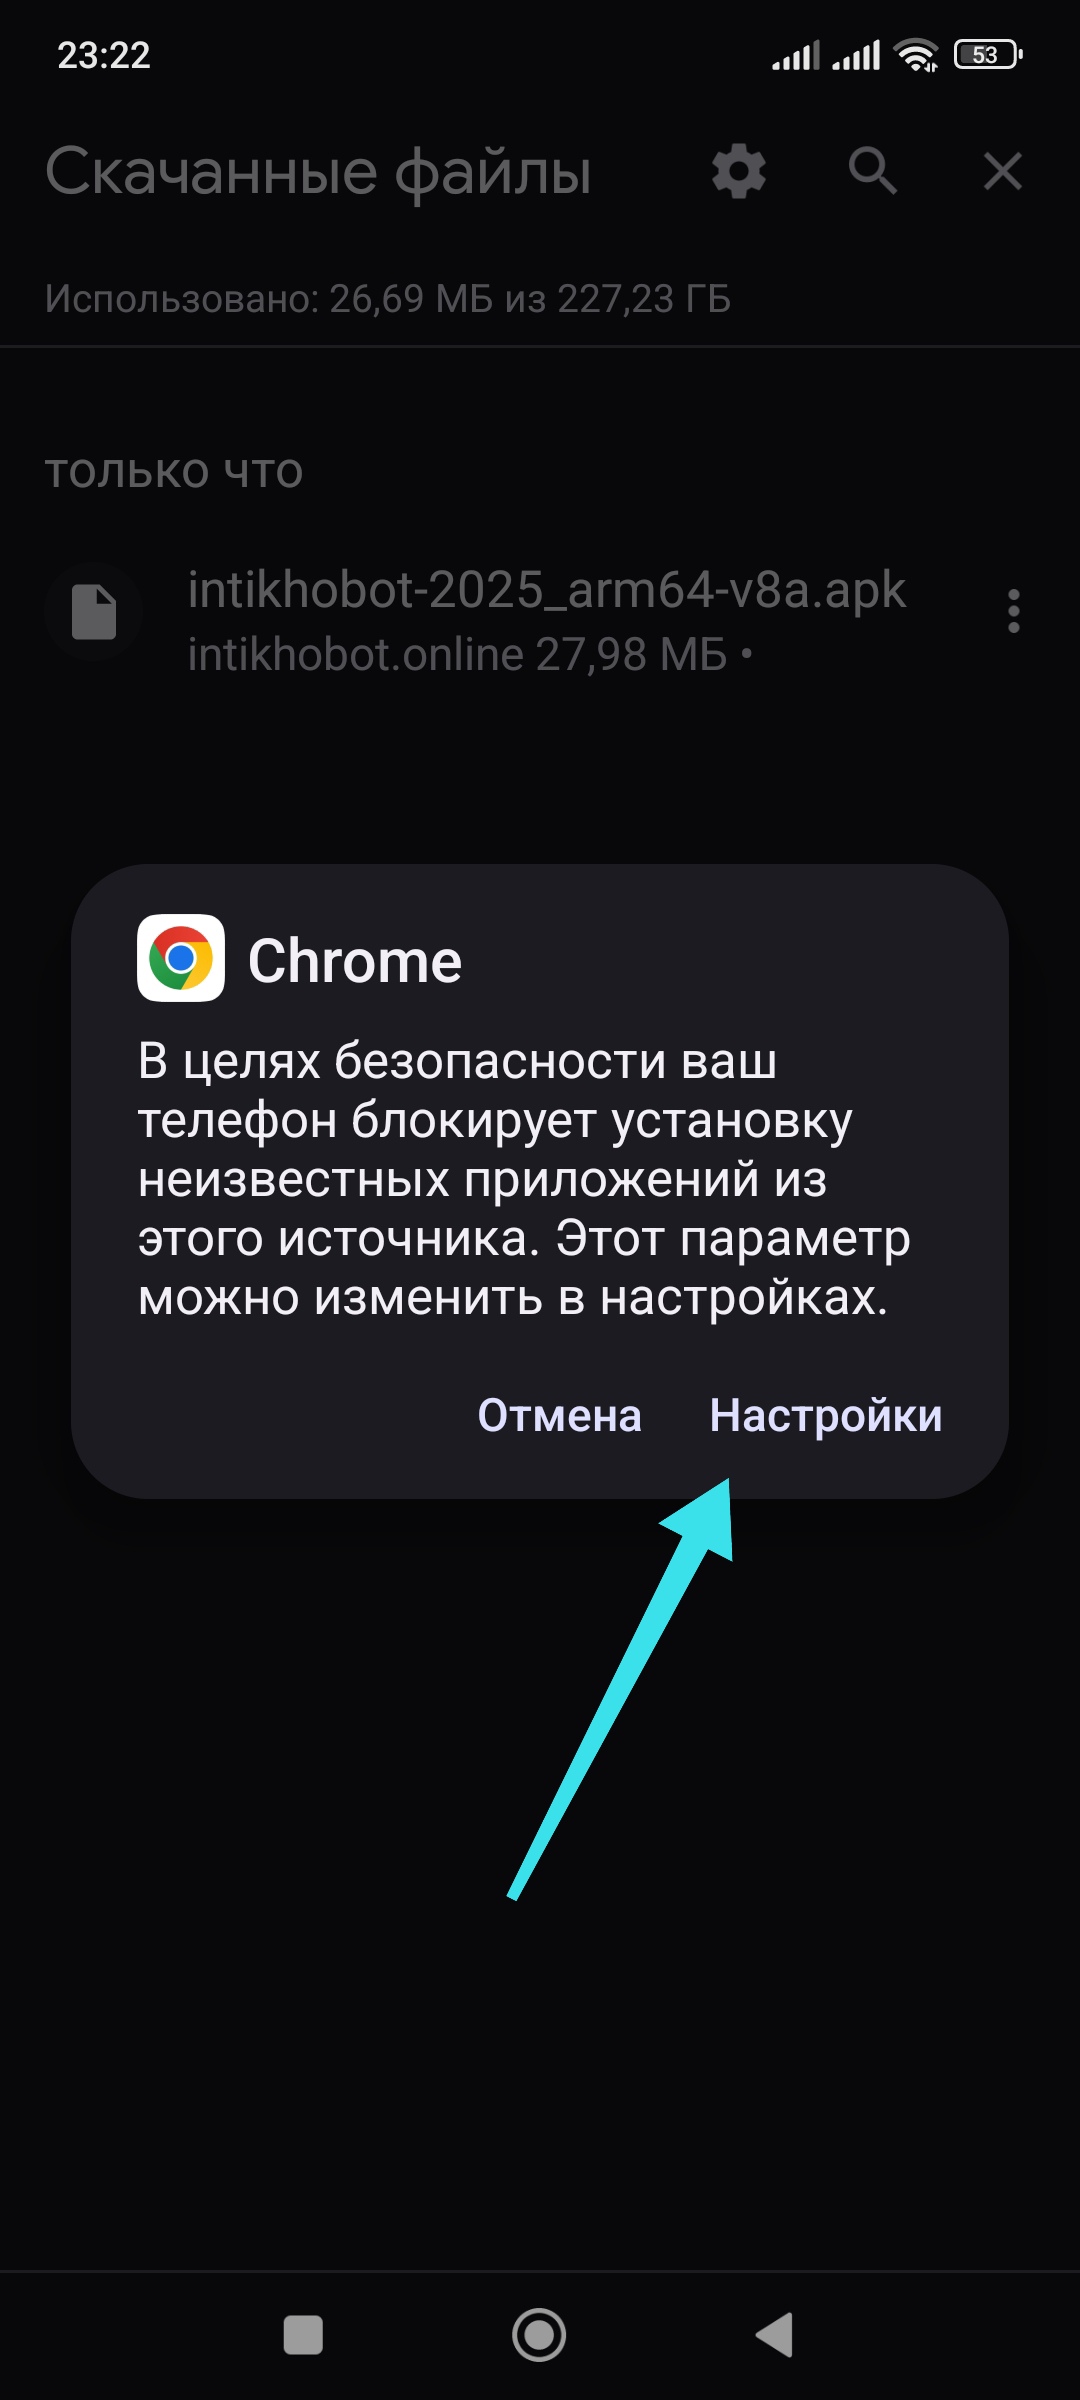 23:22
53
Скачанные файлы
Использовано: 26,69 МБ из 227,23 ГБ
только что
intikhobot-2025_arm64-v8a.apk
intikhobot.online 27,98 МБ •
Chrome
В целях безопасности ваш
телефон блокирует установку
неизвестных приложений из
этого источника. Этот параметр
можно изменить в настройках.
Отмена Настройки